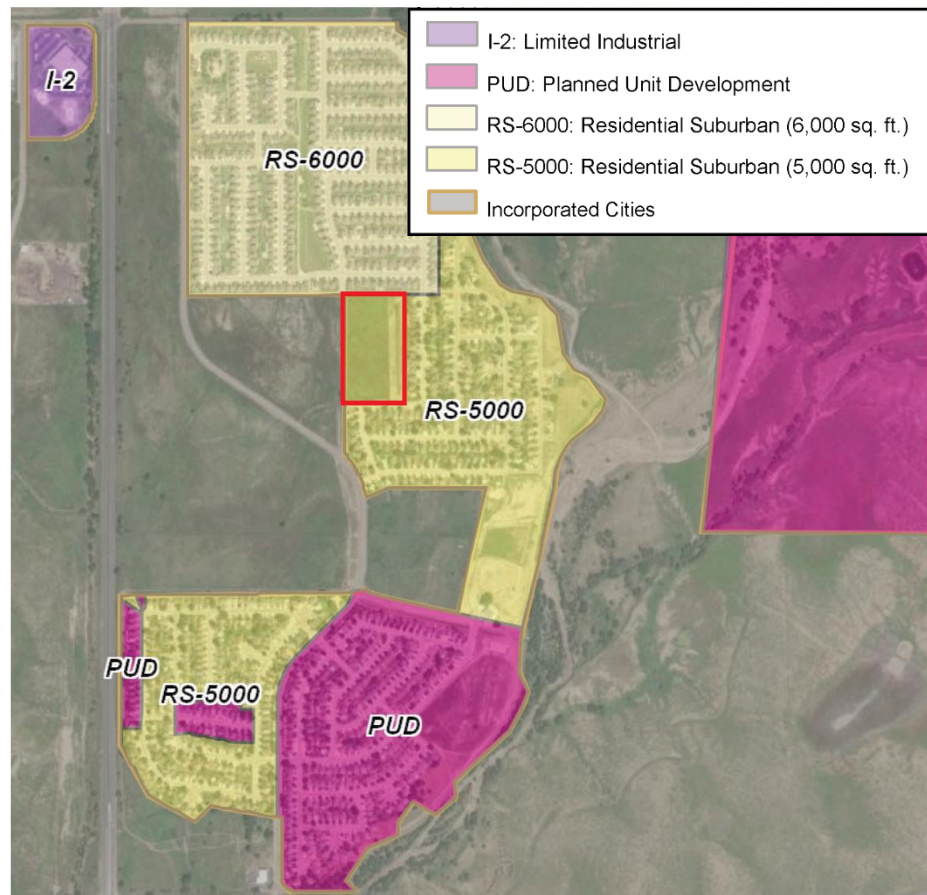 I-2: Limited Industrial
PUD: Planned Unit Development
RS-6000: Residential Suburban (6,000 sq. ft.)
RS-5000: Residential Suburban (5,000 sq. ft.)
Incorporated Cities
I-2
RS-6000
RS-5000
PUD
RS-5000
PUD